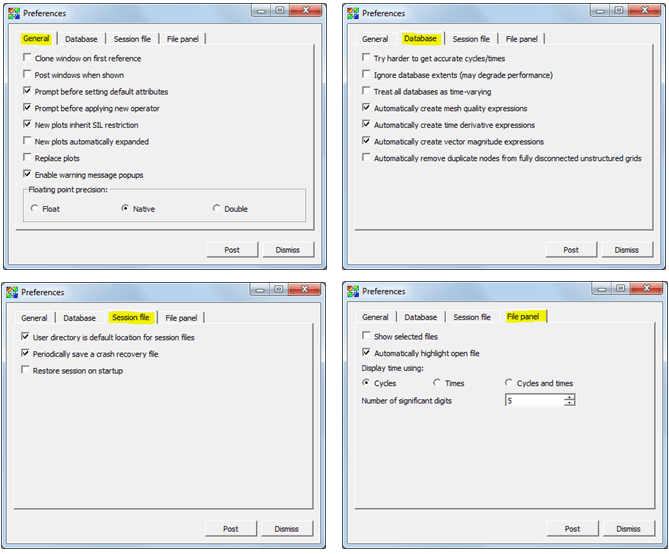 Preferences
General Database Session file File panel
Clone window on first reference
Post windows when shown
Prompt before setting default attributes
Prompt before applying new operator
New plots inherit SIL restriction
New plots automatically expanded
Replace plots
Enable warning message popups
Floating point precision:
Float Native Double
Post Dismiss
Preferences
General Database Session file File panel
Try harder to get accurate cycles/times
Ignore database extents (may degrade performance)
Treat all databases as time-varying
Automatically create mesh quality expressions
Automatically create time derivative expressions
Automatically create vector magnitude expressions
Automatically remove duplicate nodes from fully disconnected unstructured grids
Post Dismiss
Preferences
General Database Session file File panel
User directory is default location for session files
Periodically save a crash recovery file
Restore session on startup
Post Dismiss
Preferences
General Database Session file File panel
Show selected files
Automatically highlight open file
Display time using:
Cycles Times Cycles and times
Number of significant digits 5
Post Dismiss